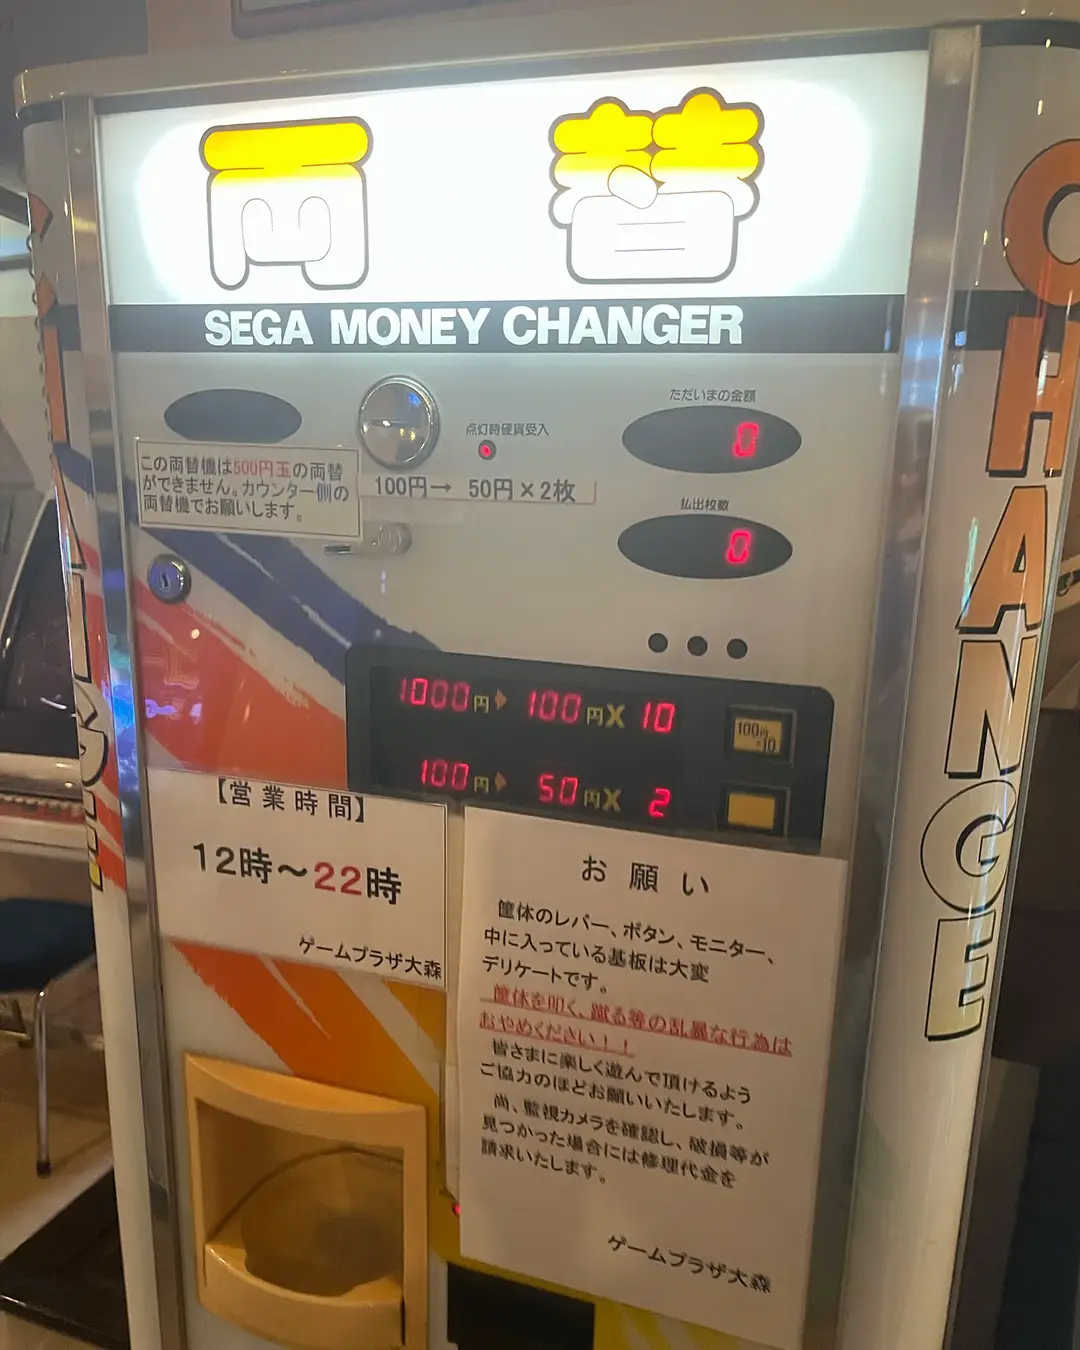 両替
SEGA MONEY CHANGER
CHANGE
ただいまの金額
0
点灯時硬貨受入
この両替機は500円玉の両替
ができません。カウンター側の
両替機でお願いします。
100円→ 50円×2枚
払出枚数
0
1000円 100円X 10
100円
×10
100円 50円X 2
【営業時間】
12時～22時
ゲームプラザ大森
お願い
筐体のレバー、ボタン、モニター、
中に入っている基板は大変
デリケートです。
筐体を叩く、蹴る等の乱暴な行為は
おやめください！！
皆さまに楽しく遊んで頂けるよう
ご協力のほどお願いいたします。
尚、監視カメラを確認し、破損等が
見つかった場合には修理代金を
請求いたします。
ゲームプラザ大森